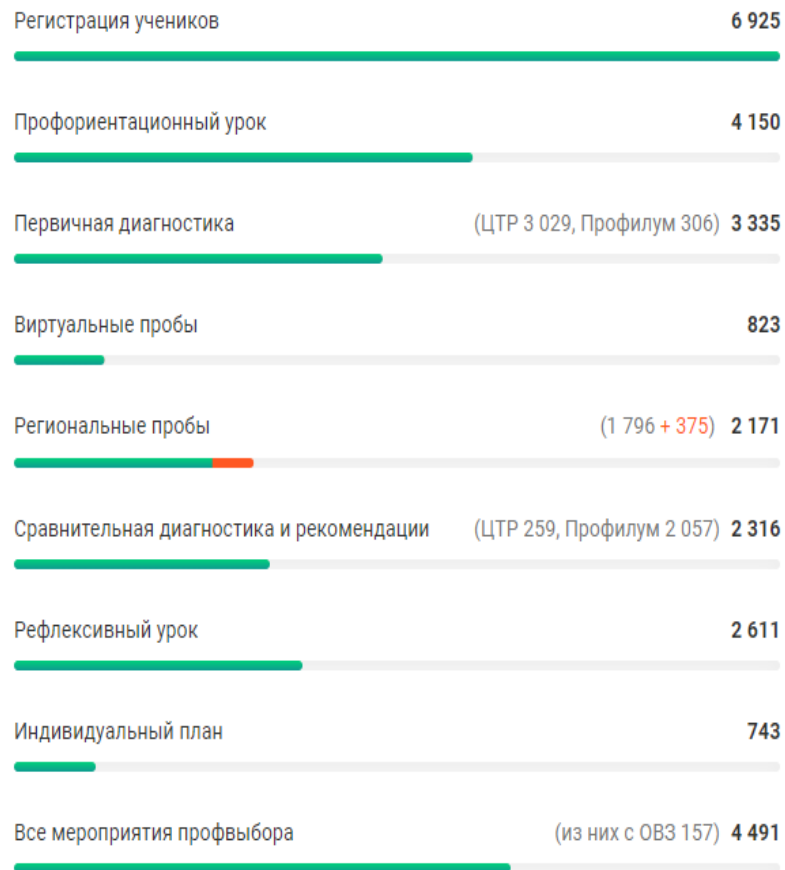 Регистрация учеников 6 925
Профориентационный урок 4 150
Первичная диагностика (ЦТР 3 029, Профилум 306) 3 335
Виртуальные пробы 823
Региональные пробы (1 796 + 375) 2 171
Сравнительная диагностика и рекомендации (ЦТР 259, Профилум 2 057) 2 316
Рефлексивный урок 2 611
Индивидуальный план 743
Все мероприятия профвыбора (из них с ОВЗ 157) 4 491